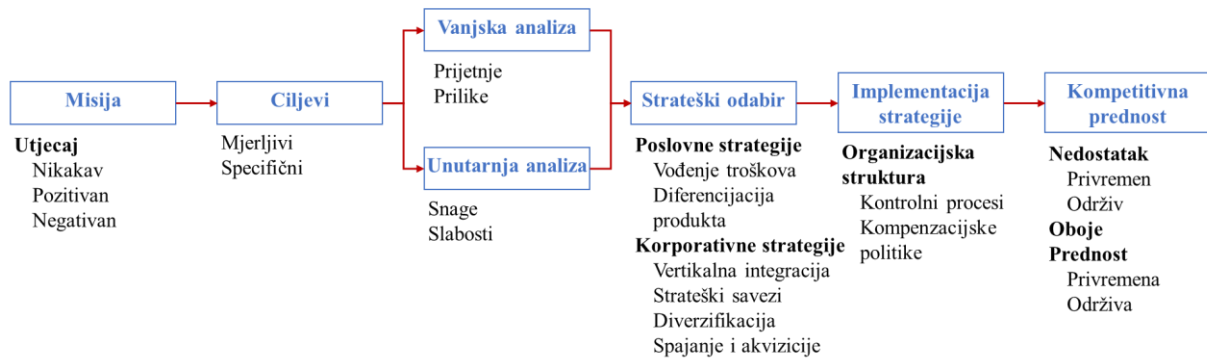 Misija
Utjecaj
Nikakav
Pozitivan
Negativan
Ciljevi
Mjerljivi
Specifični
Vanjska analiza
Prijetnje
Prilike
Unutarnja analiza
Snage
Slabosti
Strateški odabir
Poslovne strategije
Vođenje troškova
Diferencijacija
produkta
Korporativne strategije
Vertikalna integracija
Strateški savezi
Diverzifikacija
Spajanje i akvizicije
Implementacija
strategije
Organizacijska
struktura
Kontrolni procesi
Kompenzacijske
politike
Kompetitivna
prednost
Nedostatak
Privremen
Održiv
Oboje
Prednost
Privremena
Održiva